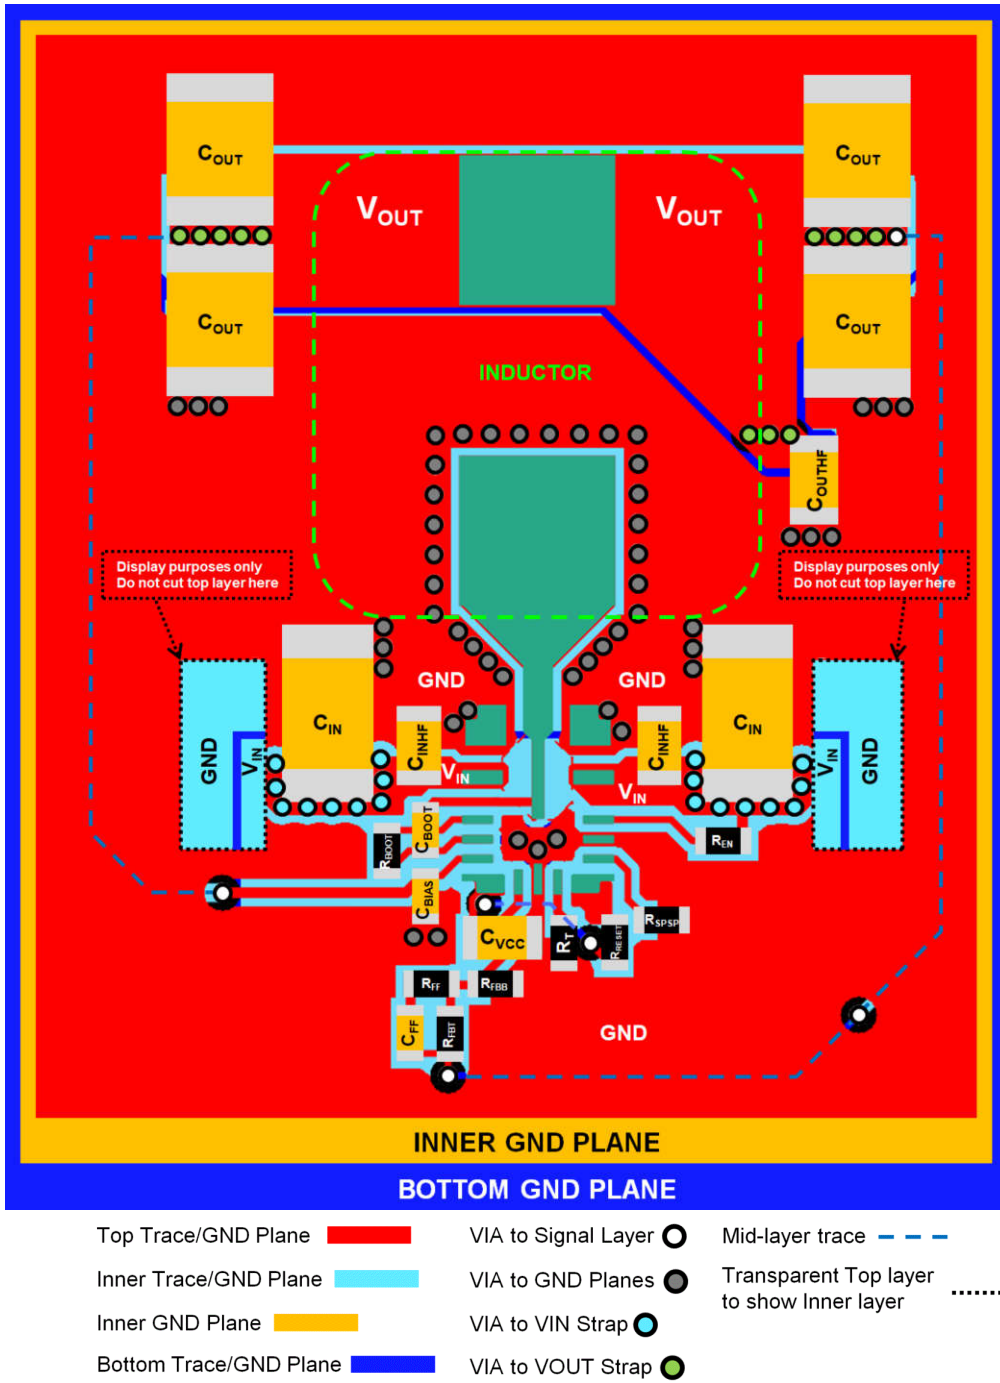 COUT
COUT
VOUT
VOUT
COUT
COUT
INDUCTOR
COUTHF
Display purposes only
Do not cut top layer here
Display purposes only
Do not cut top layer here
GND
GND
GND
VIN
CIN
CINHF
VIN
CINHF
VIN
CIN
VIN
GND
RBOOT
CBOOT
REN
CBIAS
CVCC
RT
RRESET
RSPSP
RFF
RFBB
CFF
RFBT
GND
INNER GND PLANE
BOTTOM GND PLANE
Top Trace/GND Plane
Inner Trace/GND Plane
Inner GND Plane
Bottom Trace/GND Plane
VIA to Signal Layer
VIA to GND Planes
VIA to VIN Strap
VIA to VOUT Strap
Mid-layer trace
Transparent Top layer
to show Inner layer